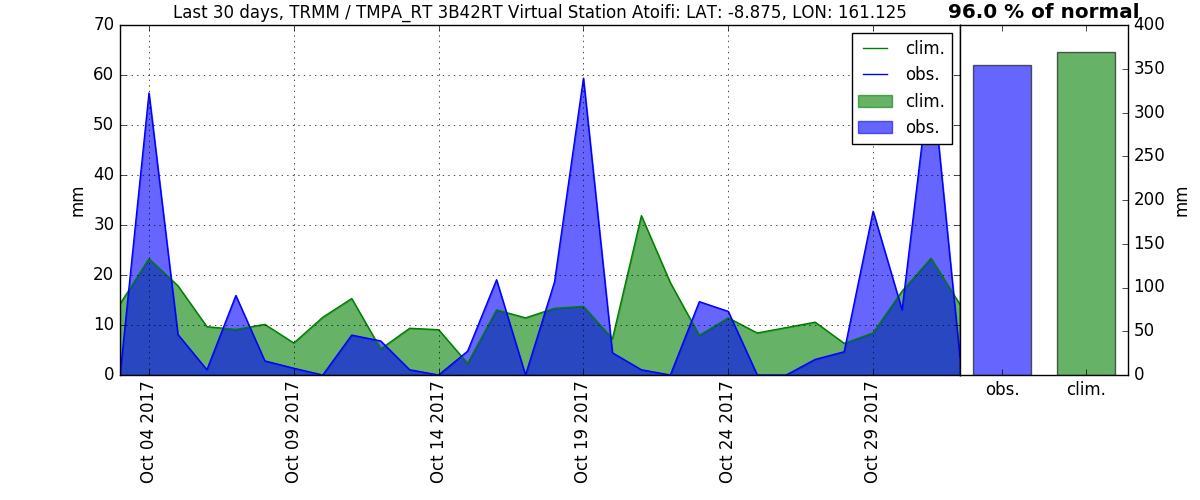 Last 30 days, TRMM / TMPA_RT 3B42RT Virtual Station Atoifi: LAT: -8.875, LON: 161.125
96.0 % of normal
70
60
50
40
30
20
10
0
mm
clim.
obs.
clim.
obs.
400
350
300
250
200
150
100
50
0
mm
Oct 04 2017
Oct 09 2017
Oct 14 2017
Oct 19 2017
Oct 24 2017
Oct 29 2017
obs.
clim.